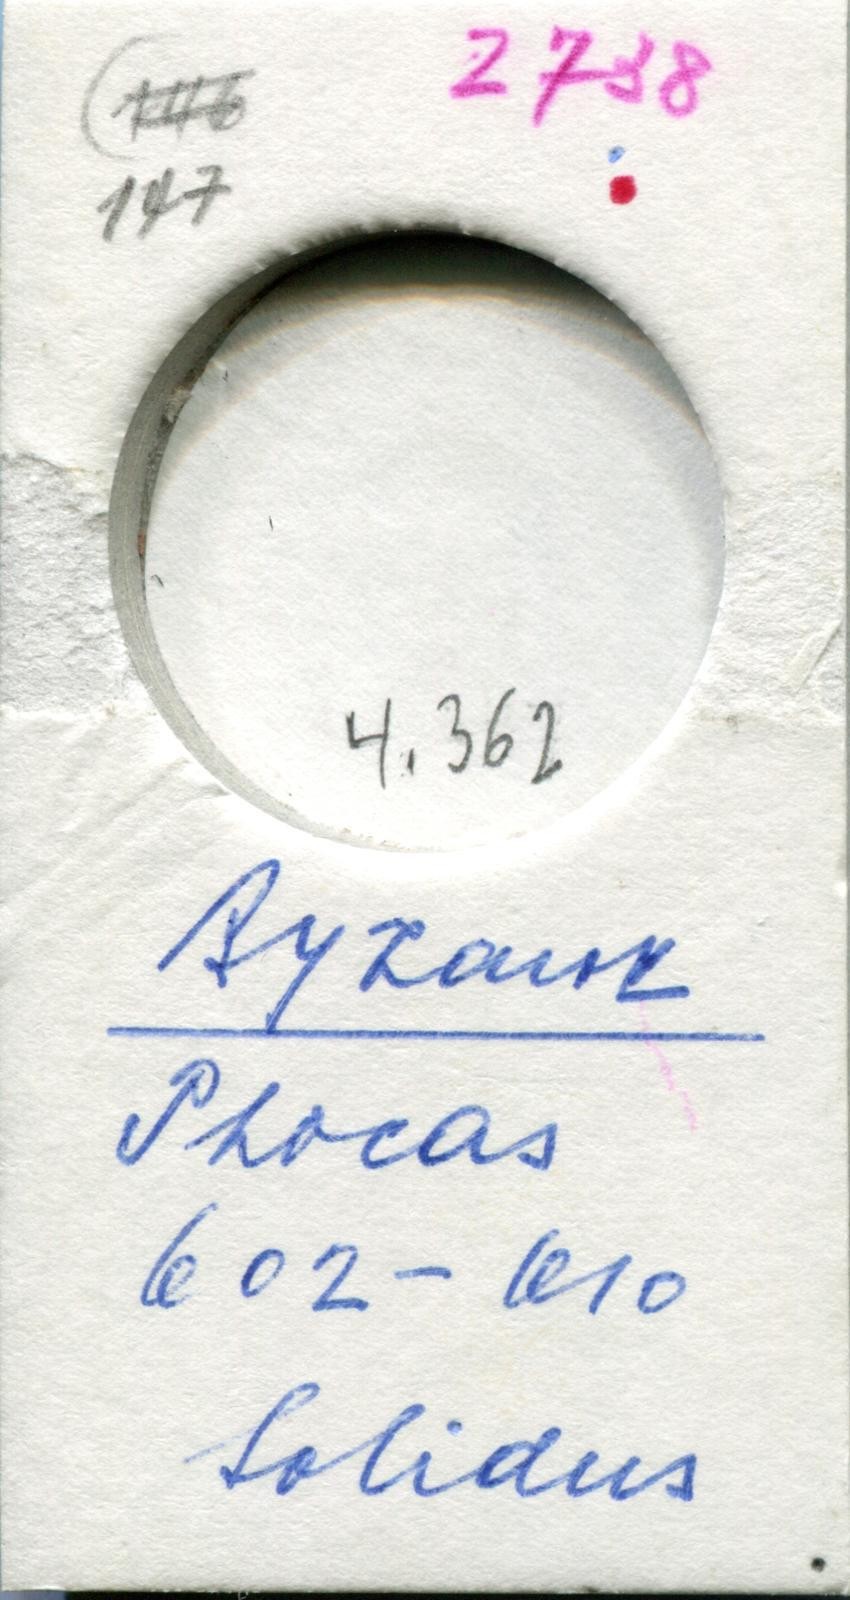 2738
147
4.362
Byzanz
Phocas
602-610
Solidus